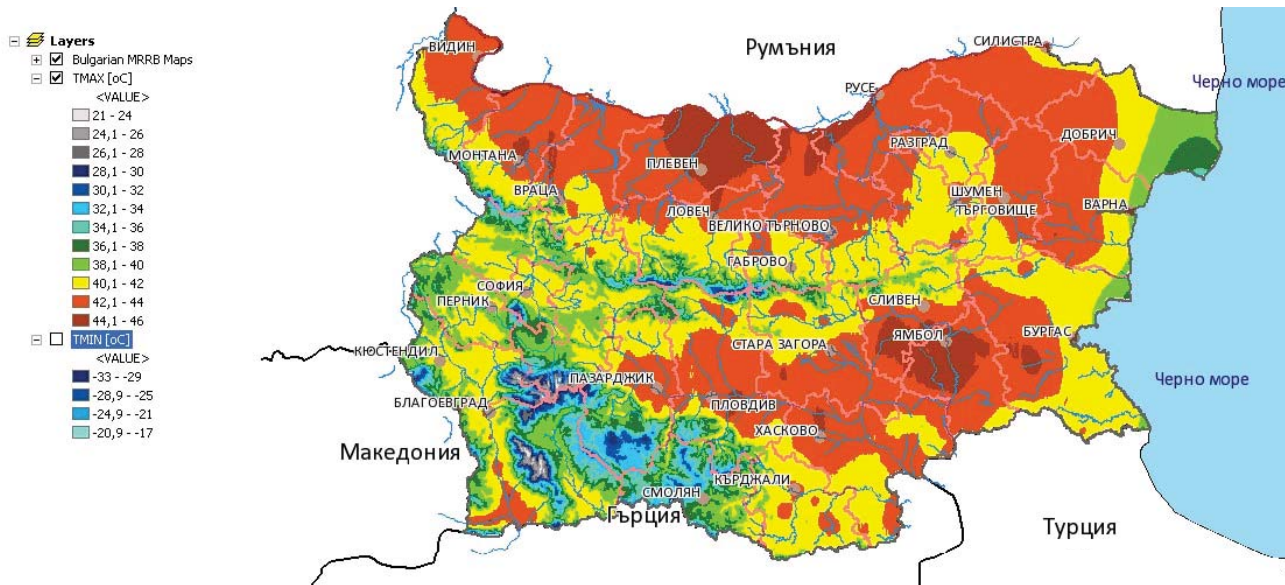 Layers
Bulgarian MRRB Maps
TMAX [oC]
<VALUE>
21 - 24
24,1 - 26
26,1 - 28
28,1 - 30
30,1 - 32
32,1 - 34
34,1 - 36
36,1 - 38
38,1 - 40
40,1 - 42
42,1 - 44
44,1 - 46
TMIN [oC]
<VALUE>
-33 - -29
-28,9 - -25
-24,9 - -21
-20,9 - -17
Румъния
СИЛИСТРА
ВИДИН
Черно море
РУСЕ
ДОБРИЧ
РАЗГРАД
МОНТАНА
ПЛЕВЕН
ШУМЕН
ВРАЦА
ЛОВЕЧ
ТЪРГОВИЩЕ
ВАРНА
ВЕЛИКО ТЪРНОВО
ГАБРОВО
СОФИЯ
ПЕРНИК
СЛИВЕН
ЯМБОЛ
БУРГАС
СТАРА ЗАГОРА
КЮСТЕНДИЛ
ПАЗАРДЖИК
Черно море
БЛАГОЕВГРАД
ПЛОВДИВ
ХАСКОВО
Македония
КЪРДЖАЛИ
СМОЛЯН
Гърция
Турция